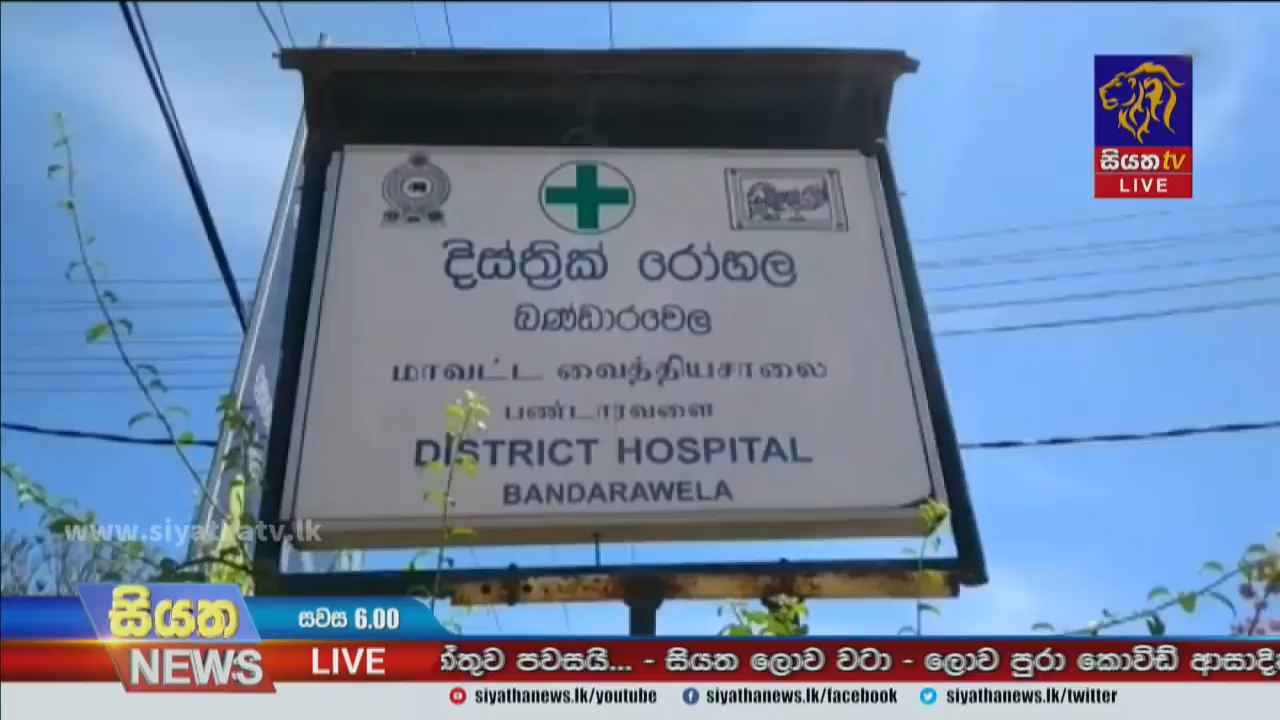 සියත tv
LIVE
දිස්ත්‍රික් රෝහල
බණ්ඩාරවෙල
மாவட்ட வைத்தியசாலை
பண்டாரவளை
DISTRICT HOSPITAL
BANDARAWELA
www.siyathatv.lk
සියත
NEWS
සවස 6.00
LIVE
පවසයි... - සියත ලොව වටා - ලොව පුරා කොවිඩ්
siyathanews.lk/youtube
siyathanews.lk/facebook
siyathanews.lk/twitter